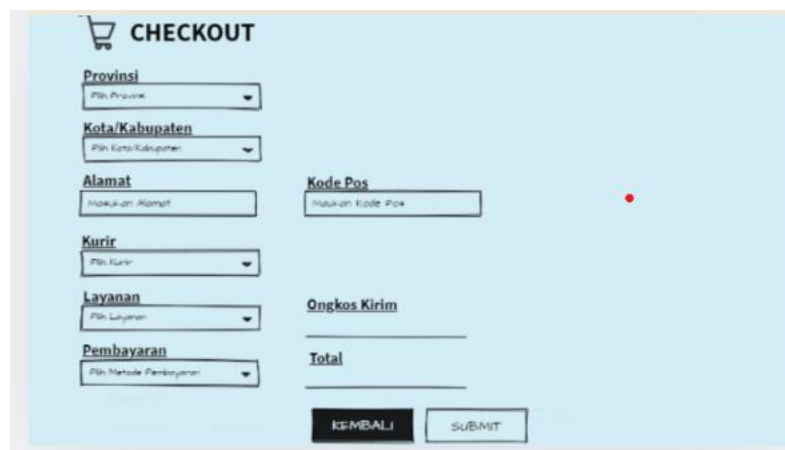 CHECKOUT
Provinsi
Pilih Provinsi
Kota/Kabupaten
Pilih Kota/Kabupaten
Alamat
Kode Pos
Masukan Alamat
Maukan Kode Pos
Kurir
Pilih Kurir
Layanan
Pilih Layanan
Ongkos Kirim
Pembayaran
Total
Pilih Metode Pembayaran
KEMBALI
SUBMIT